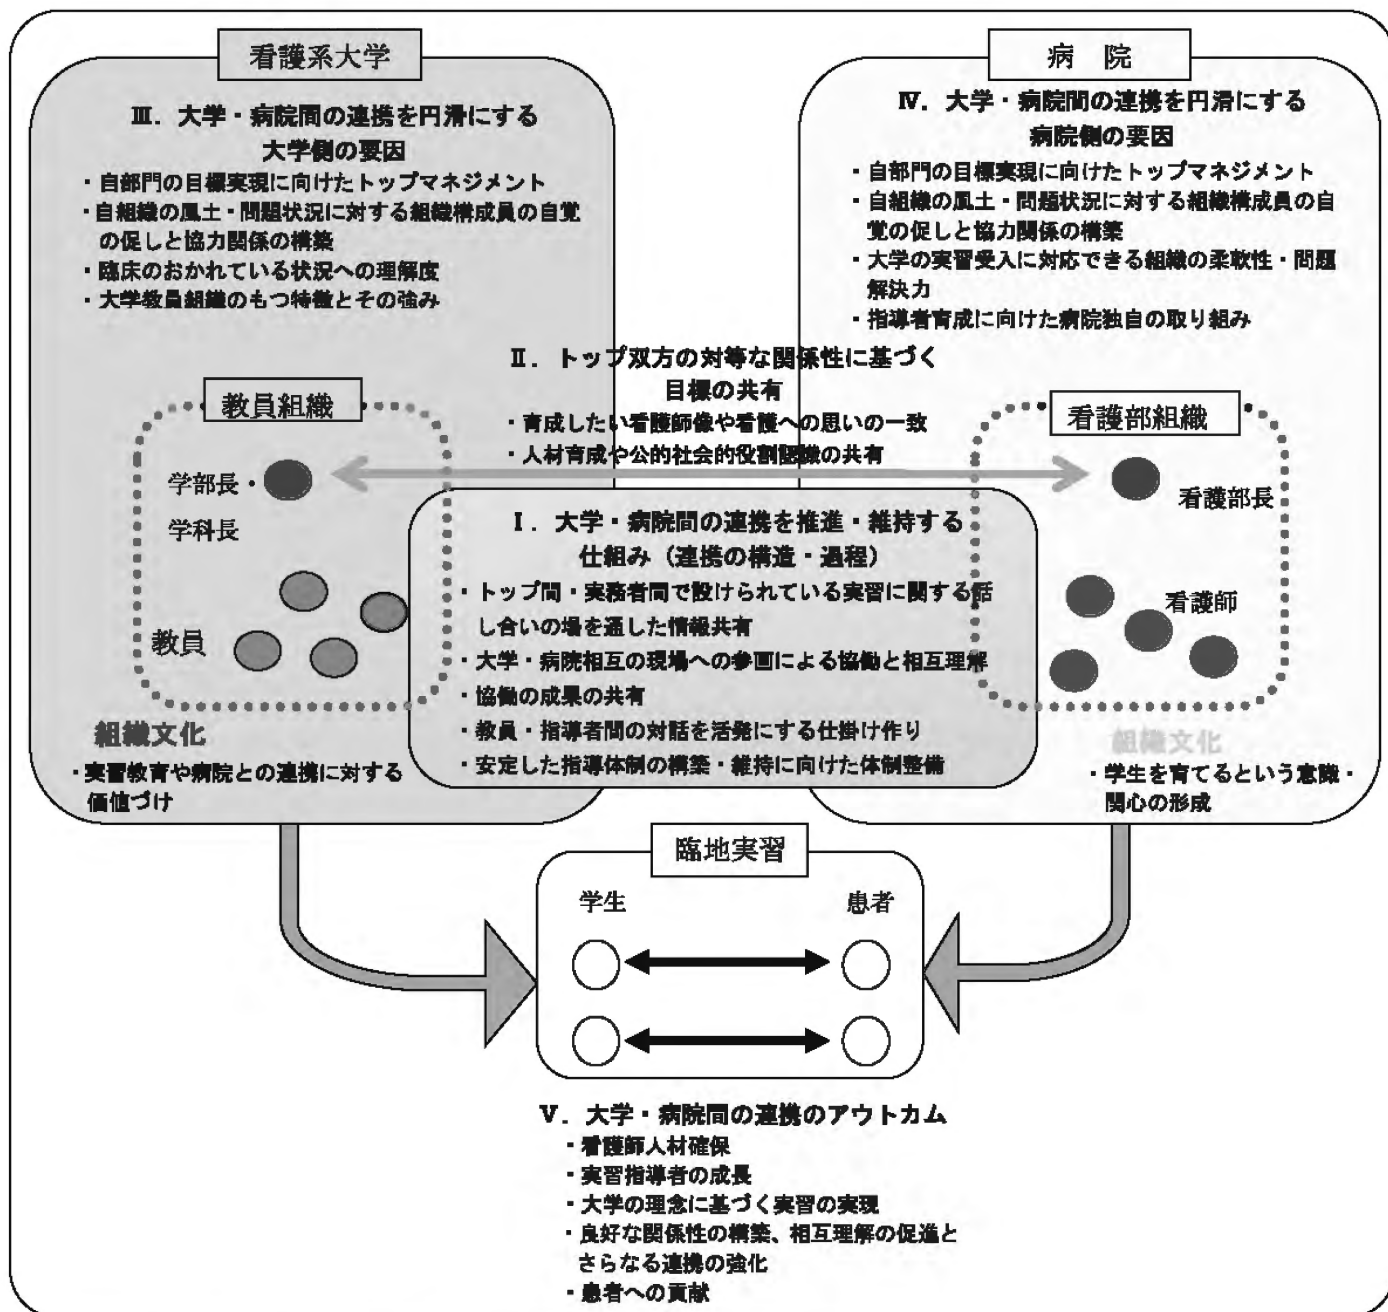 看護系大学
Ⅲ．大学・病院間の連携を円滑にする
大学側の要因
・自部門の目標実現に向けたトップマネジメント
・自組織の風土・問題状況に対する組織構成員の自覚
の促しと協力関係の構築
・臨床のおかれている状況への理解度
・大学教員組織のもつ特徴とその強み
病　院
Ⅳ．大学・病院間の連携を円滑にする
病院側の要因
・自部門の目標実現に向けたトップマネジメント
・自組織の風土・問題状況に対する組織構成員の自
覚の促しと協力関係の構築
・大学の実習受入に対応できる組織の柔軟性・問題
解決力
・指導者育成に向けた病院独自の取り組み
Ⅱ．トップ双方の対等な関係性に基づく
目標の共有
・育成したい看護師像や看護への思いの一致
・人材育成や公的社会的役割認識の共有
教員組織
学部長・
学科長
教員
看護部組織
看護部長
看護師
Ⅰ．大学・病院間の連携を推進・維持する
仕組み（連携の構造・過程）
・トップ間・実務者間で設けられている実習に関する話
し合いの場を通した情報共有
・大学・病院相互の現場への参画による協働と相互理解
・協働の成果の共有
・教員・指導者間の対話を活発にする仕掛け作り
・安定した指導体制の構築・維持に向けた体制整備
組織文化
・実習教育や病院との連携に対する
価値づけ
組織文化
・学生を育てるという意識・
関心の形成
臨地実習
学生
患者
Ⅴ．大学・病院間の連携のアウトカム
・看護師人材確保
・実習指導者の成長
・大学の理念に基づく実習の実現
・良好な関係性の構築、相互理解の促進と
さらなる連携の強化
・患者への貢献